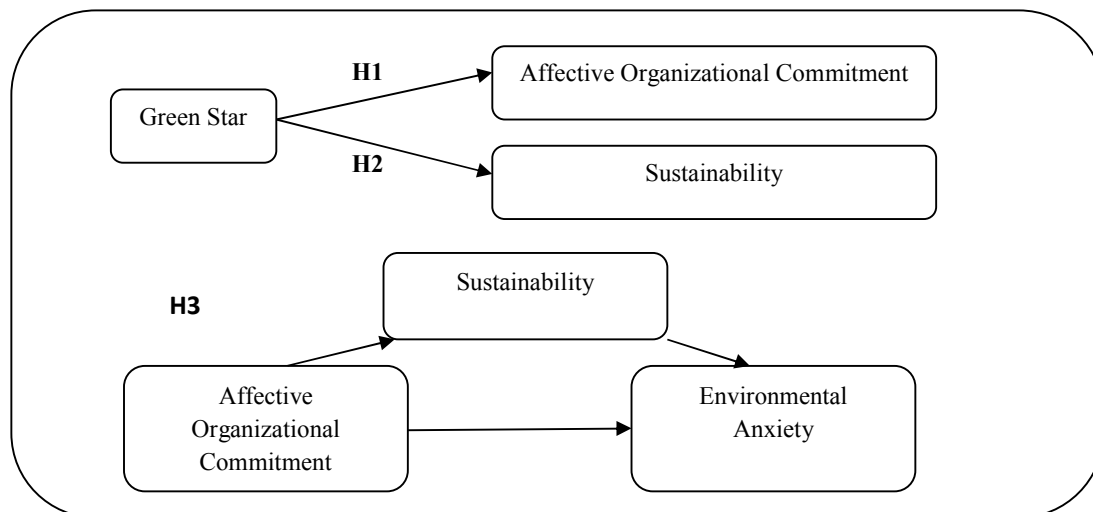 H1
Affective Organizational Commitment
Green Star
H2
Sustainability
Sustainability
H3
Affective
Organizational
Commitment
Environmental
Anxiety